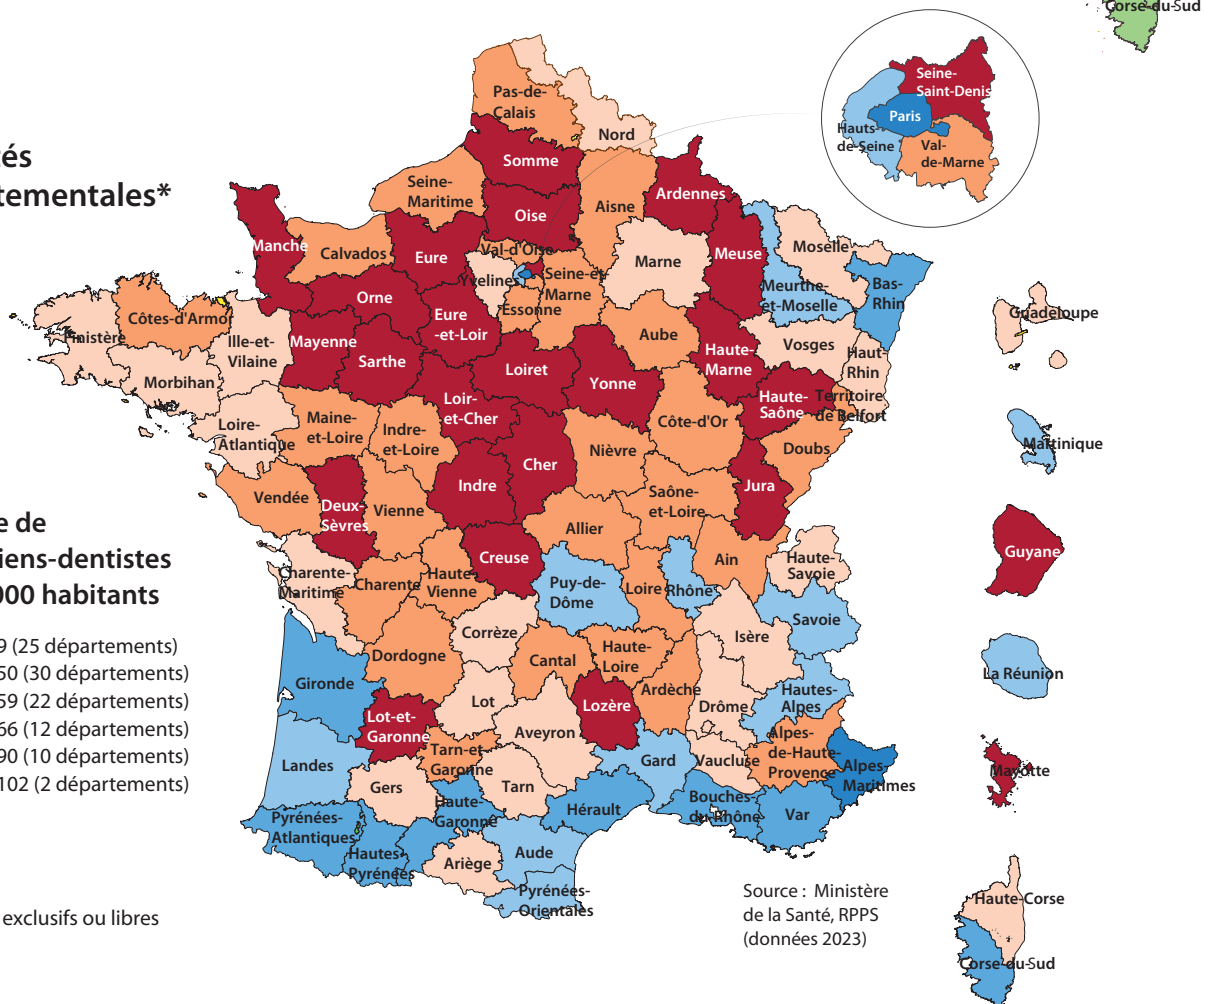 Corse-du-Sud
tés
tementales*
Seine-
Saint-Denis
Paris
Hauts-
de-Seine
Val-
de-Marne
Pas-de-
Calais
Nord
Somme
Seine-
Maritime
Oise
Aisne
Ardennes
Manche
Calvados
Eure
Val-d'Oise
Marne
Meuse
Moselle
Yvelines
Seine-et-
Marne
Essonne
Meurthe-
et-Moselle
Bas-
Rhin
Orne
Eure
-et-Loir
Finistère
Côtes-d'Armor
Ille-et-
Vilaine
Mayenne
Sarthe
Aube
Haute-
Marne
Vosges
Haut-
Rhin
Guadeloupe
Morbihan
Loiret
Yonne
Haute-
Saône
Territoire
de Belfort
Loire-
Atlantique
Maine-
et-Loire
Indre-
et-Loire
Loir-
et-Cher
Côte-d'Or
Martinique
Nièvre
Doubs
Cher
Indre
Jura
Vendée
Deux-
Sèvres
Vienne
Saône-
et-Loire
e de
iens-dentistes
000 habitants
Allier
Guyane
Charente-
Maritime
Charente
Haute-
Vienne
Creuse
Puy-de-
Dôme
Loire
Rhône
Ain
Haute-
Savoie
9 (25 départements)
50 (30 départements)
59 (22 départements)
66 (12 départements)
90 (10 départements)
102 (2 départements)
Corrèze
Isère
Savoie
Dordogne
Cantal
Haute-
Loire
Gironde
Lot-et-
Garonne
Lot
Lozère
Ardèche
Drôme
Hautes-
Alpes
La Réunion
Aveyron
Landes
Tarn-et-
Garonne
Gard
Vaucluse
Alpes-
de-Haute-
Provence
Alpes-
Maritimes
Mayotte
Gers
Haute-
Garonne
Tarn
Hérault
Bouches-
du-Rhône
Var
Pyrénées-
Atlantiques
Hautes-
Pyrénées
Ariège
Aude
Pyrénées-
Orientales
exclusifs ou libres
Source : Ministère
de la Santé, RPPS
(données 2023)
Haute-Corse
Corse-du-Sud